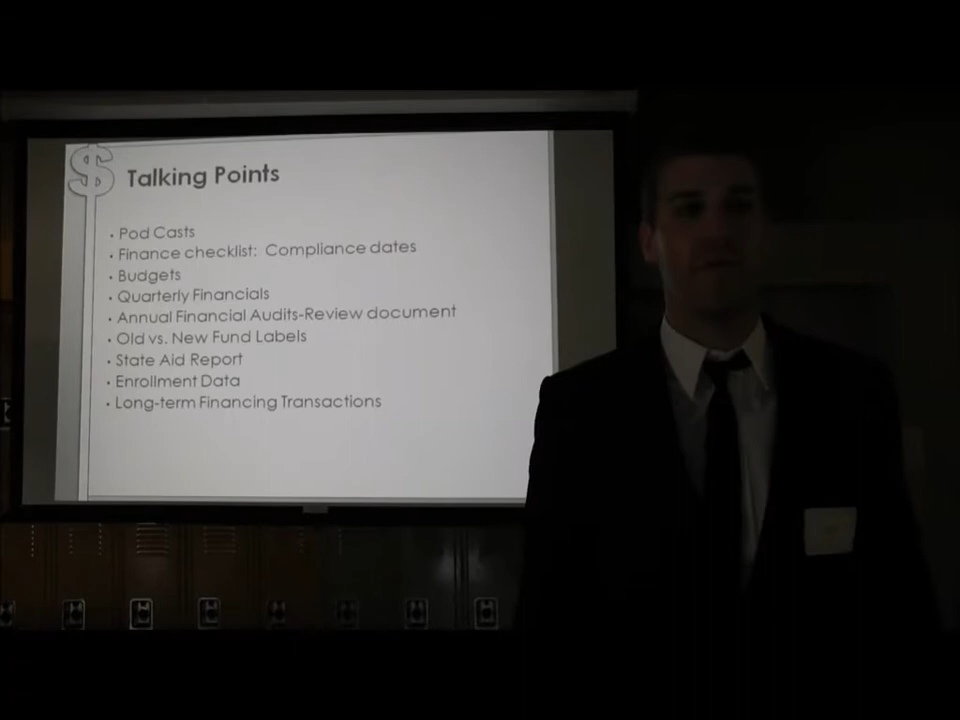 Talking Points
• Pod Casts
• Finance checklist: Compliance dates
• Budgets
• Quarterly Financials
• Annual Financial Audits-Review document
• Old vs. New Fund Labels
• State Aid Report
• Enrollment Data
• Long-term Financing Transactions